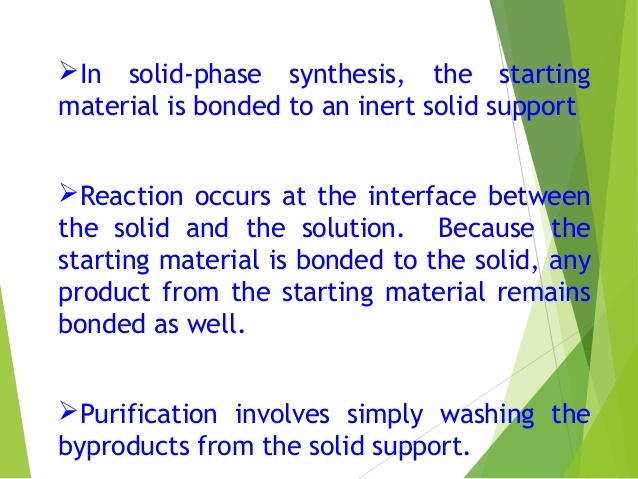 ➢In solid-phase synthesis, the starting
material is bonded to an inert solid support
➢Reaction occurs at the interface between
the solid and the solution. Because the
starting material is bonded to the solid, any
product from the starting material remains
bonded as well.
➢Purification involves simply washing the
byproducts from the solid support.